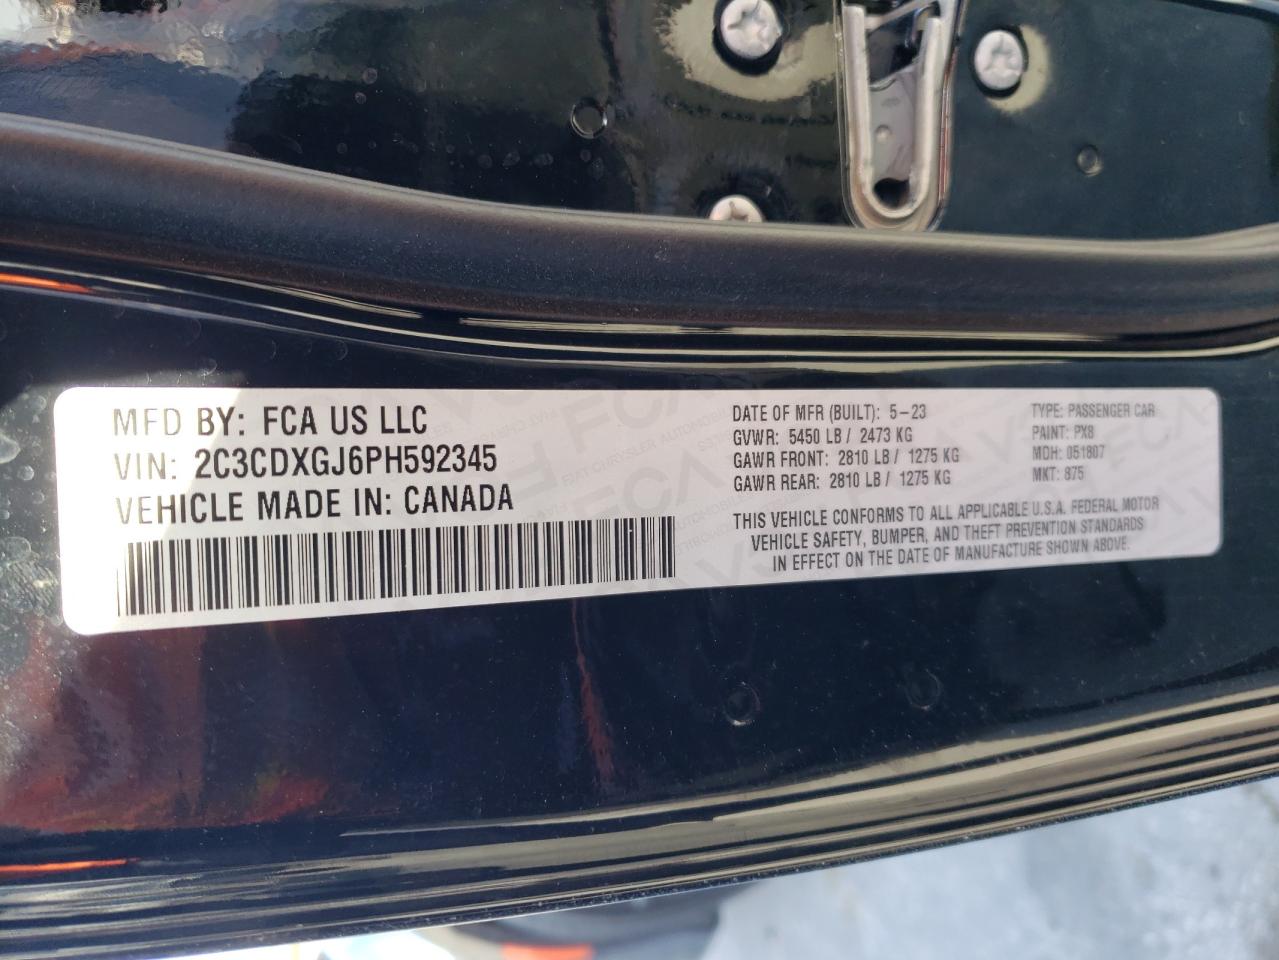 MFD BY: FCA US LLC
VIN: 2C3CDXGJ6PH592345
VEHICLE MADE IN: CANADA
DATE OF MFR (BUILT): 5-23
GVWR: 5450 LB / 2473 KG
GAWR FRONT: 2810 LB / 1275 KG
GAWR REAR: 2810 LB / 1275 KG
TYPE: PASSENGER CAR
PAINT: PX8
MDH: 051807
MKT: 875
THIS VEHICLE CONFORMS TO ALL APPLICABLE U.S.A. FEDERAL MOTOR
VEHICLE SAFETY, BUMPER, AND THEFT PREVENTION STANDARDS
IN EFFECT ON THE DATE OF MANUFACTURE SHOWN ABOVE.